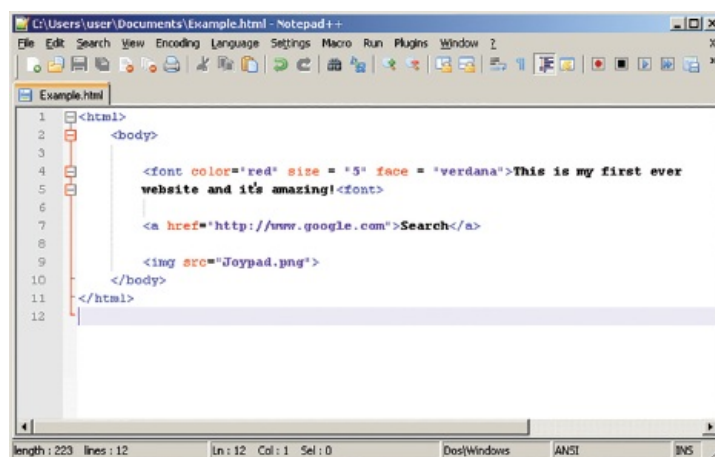 C:\Users\user\Documents\Example.html - Notepad++
File Edit Search View Encoding Language Settings Macro Run Plugins Window ? X
Example.html
1 <html>
2 <body>
3
4 <font color="red" size = "5" face = "verdana">This is my first ever
5 website and it's amazing!<font>
6
7 <a href="http://www.google.com">Search</a>
8
9 <img src="Joypad.png">
10 </body>
11 </html>
12
length : 223 lines : 12 Ln : 12 Col : 1 Sel : 0 Dos\Windows ANSI INS